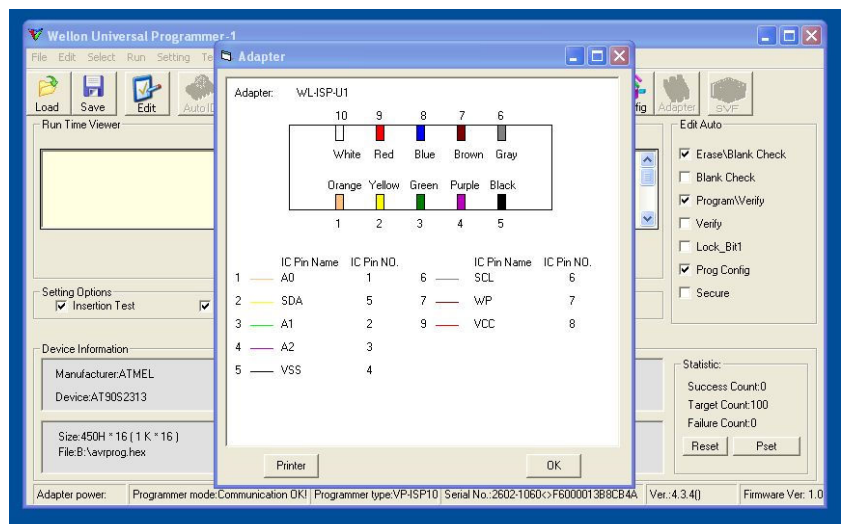 Wellon Universal Programmer-1
File Edit Select Run Setting Te
Load Save Edit Auto ID fig Adapter SVF
Adapter
Adapter: WL-ISP-U1
10 9 8 7 6
White Red Blue Brown Gray
Orange Yellow Green Purple Black
1 2 3 4 5
IC Pin Name IC Pin NO. IC Pin Name IC Pin NO.
1 A0 1 6 SCL 6
2 SDA 5 7 WP 7
3 A1 2 9 VCC 8
4 A2 3
5 VSS 4
Printer OK
Run Time Viewer
Edit Auto
Erase\Blank Check
Blank Check
Program\Verify
Verify
Lock_Bit1
Prog Config
Secure
Setting Options
Insertion Test
Device Information
Manufacturer:ATMEL
Device:AT90S2313
Size:450H * 16 ( 1 K * 16 )
File:B:\avrprog.hex
Statistic:
Success Count:0
Target Count:100
Failure Count:0
Reset Pset
Adapter power: Programmer mode:Communication OK! Programmer type:VP-ISP10 Serial No.:2602-1060<>F6000013B8CB4A Ver.:4.3.4() Firmware Ver: 1.0